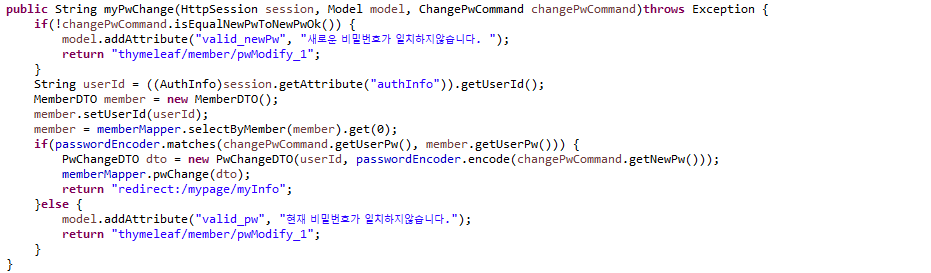 public String myPwChange(HttpSession session, Model model, ChangePwCommand changePwCommand)throws Exception {
if(!changePwCommand.isEqualNewPwToNewPwOk()) {
model.addAttribute("valid_newPw", "새로운 비밀번호가 일치하지않습니다. ");
return "thymeleaf/member/pwModify_1";
}
String userId = ((AuthInfo)session.getAttribute("authInfo")).getUserId();
MemberDTO member = new MemberDTO();
member.setUserId(userId);
member = memberMapper.selectByMember(member).get(0);
if(passwordEncoder.matches(changePwCommand.getUserPw(), member.getUserPw())) {
PwChangeDTO dto = new PwChangeDTO(userId, passwordEncoder.encode(changePwCommand.getNewPw()));
memberMapper.pwChange(dto);
return "redirect:/mypage/myInfo";
}else {
model.addAttribute("valid_pw", "현재 비밀번호가 일치하지않습니다.");
return "thymeleaf/member/pwModify_1";
}
}